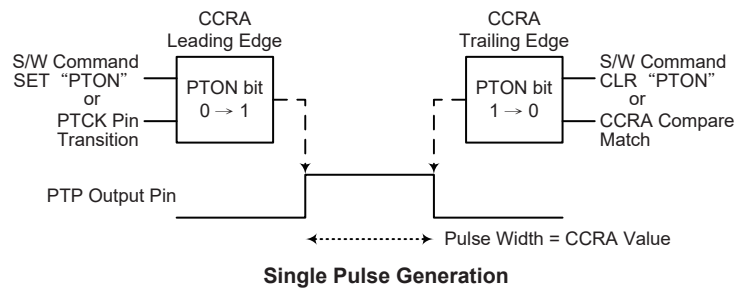 CCRA
Leading Edge
S/W Command
SET “PTON”
or
PTCK Pin
Transition
PTON bit
0 → 1
CCRA
Trailing Edge
PTON bit
1 → 0
S/W Command
CLR “PTON”
or
CCRA Compare
Match
PTP Output Pin
Pulse Width = CCRA Value
Single Pulse Generation